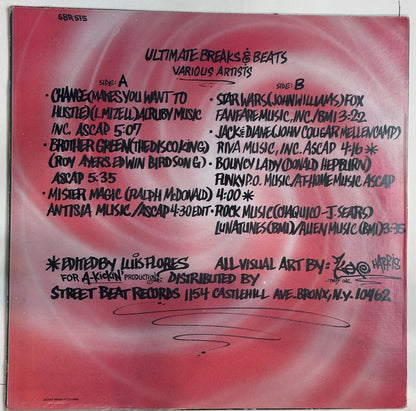 SBR 515
ULTIMATE BREAKS & BEATS
VARIOUS ARTISTS
SIDE: A
• CHANGE (MAKES YOU WANT TO
HUSTLE) (L. MIZELL) ALRUBY MUSIC
INC. ASCAP 5:07
• BROTHER GREEN (THE DISCO KING)
(ROY AYERS EDWIN BIRDSONG)
ASCAP 5:35
• MISTER MAGIC (RALPH McDONALD)
ANTISIA MUSIC/ASCAP 4:30 EDIT
SIDE: B
• STAR WARS (JOHN WILLIAMS) FOX
FANFARE MUSIC, INC/BMI 3:20
• JACK & DIANE (JOHN COUGAR MELLENCAMP)
RIVA MUSIC, INC. ASCAP 4:16 *
• BOUNCY LADY (DONALD HEPBURN)
FUNKY P.O. MUSIC/AT HOME MUSIC ASCAP
4:00 *
• ROCK MUSIC (CHAQUICO - J. SEARS)
LUNATUNES (BMI)/ALIEN MUSIC (BMI) 3:35
* EDITED BY LUIS FLORES
FOR A-KICKIN' PRODUCTIONS
ALL VISUAL ART BY: HARRIS
DISTRIBUTED BY
STREET BEAT RECORDS 1154 CASTLEHILL AVE. BRONX, N.Y. 10462